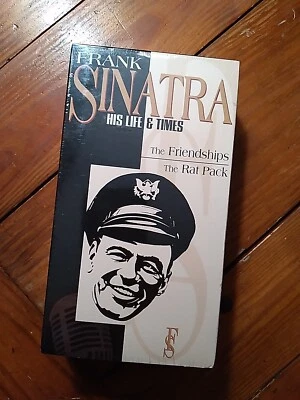 FRANK
SINATRA
HIS LIFE & TIMES
The Friendships
The Rat Pack
FS